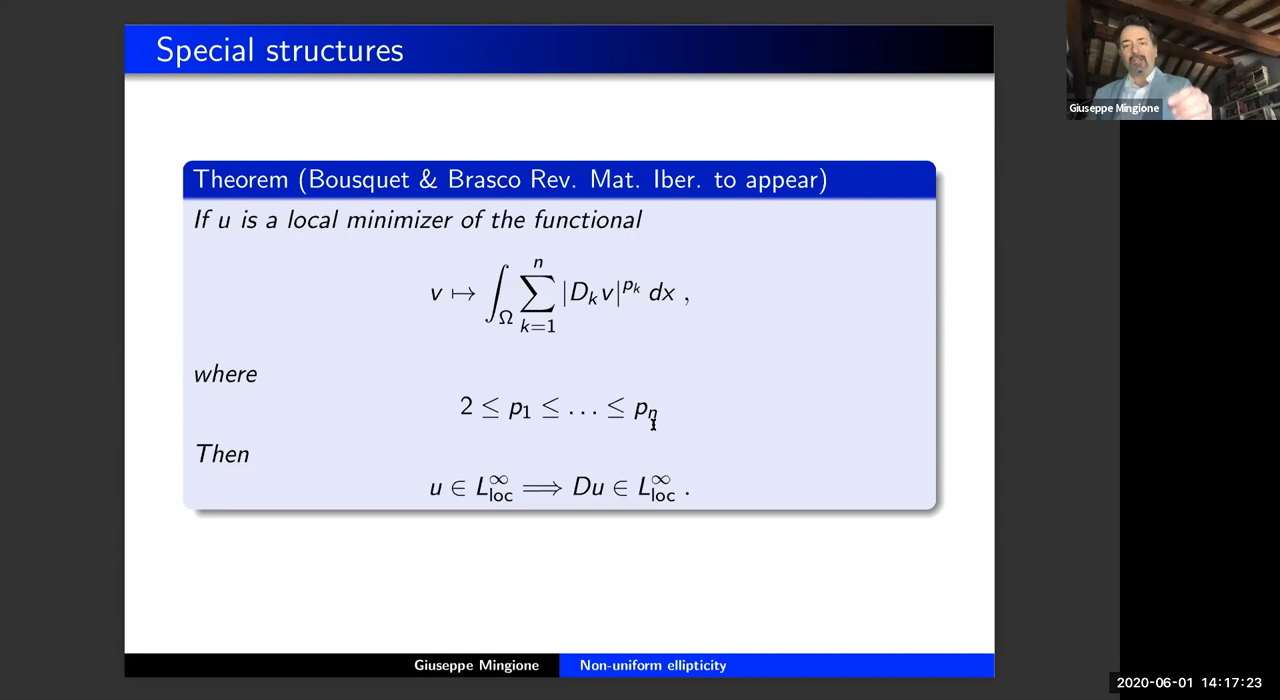 Special structures
Giuseppe Mingione
Theorem (Bousquet & Brasco Rev. Mat. Iber. to appear)
If u is a local minimizer of the functional
v ↦ ∫_Ω ∑_{k=1}^{n} |D_k v|^{p_k} dx ,
where
2 ≤ p_1 ≤ … ≤ p_n
Then
u ∈ L^∞_loc ⟹ Du ∈ L^∞_loc .
Giuseppe Mingione Non-uniform ellipticity
2020-06-01 14:17:23